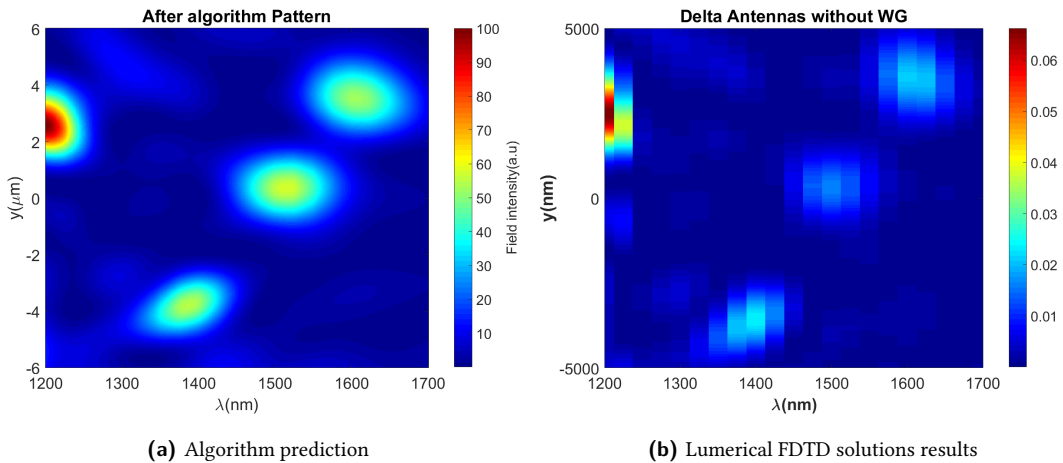 After algorithm Pattern
6
4
2
0
-2
-4
-6
y(μm)
1200 1300 1400 1500 1600 1700
λ(nm)
100
90
80
70
60
50
40
30
20
10
Field intensity(a.u)
(a) Algorithm prediction
Delta Antennas without WG
5000
0
-5000
y(nm)
1200 1300 1400 1500 1600 1700
λ(nm)
0.06
0.05
0.04
0.03
0.02
0.01
(b) Lumerical FDTD solutions results